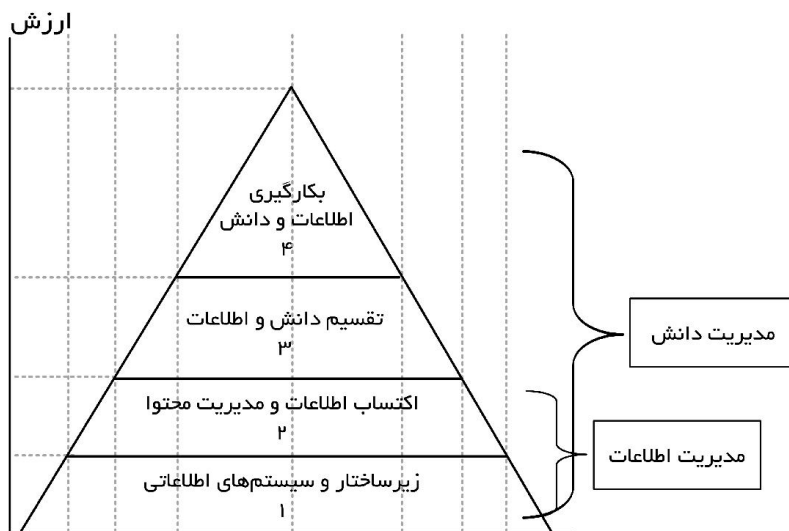 ارزش
بکارگیری
اطلاعات و دانش
۴
تقسیم دانش و اطلاعات
۳
مدیریت دانش
اکتساب اطلاعات و مدیریت محتوا
۲
مدیریت اطلاعات
زیرساختار و سیستم‌های اطلاعاتی
۱